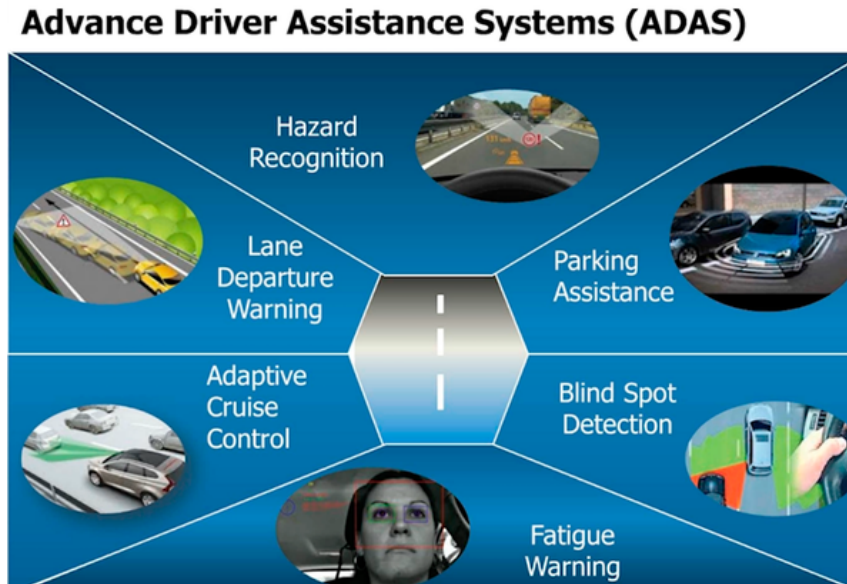 Advance Driver Assistance Systems (ADAS)
Hazard
Recognition
Lane
Departure
Warning
Parking
Assistance
Adaptive
Cruise
Control
Blind Spot
Detection
Fatigue
Warning